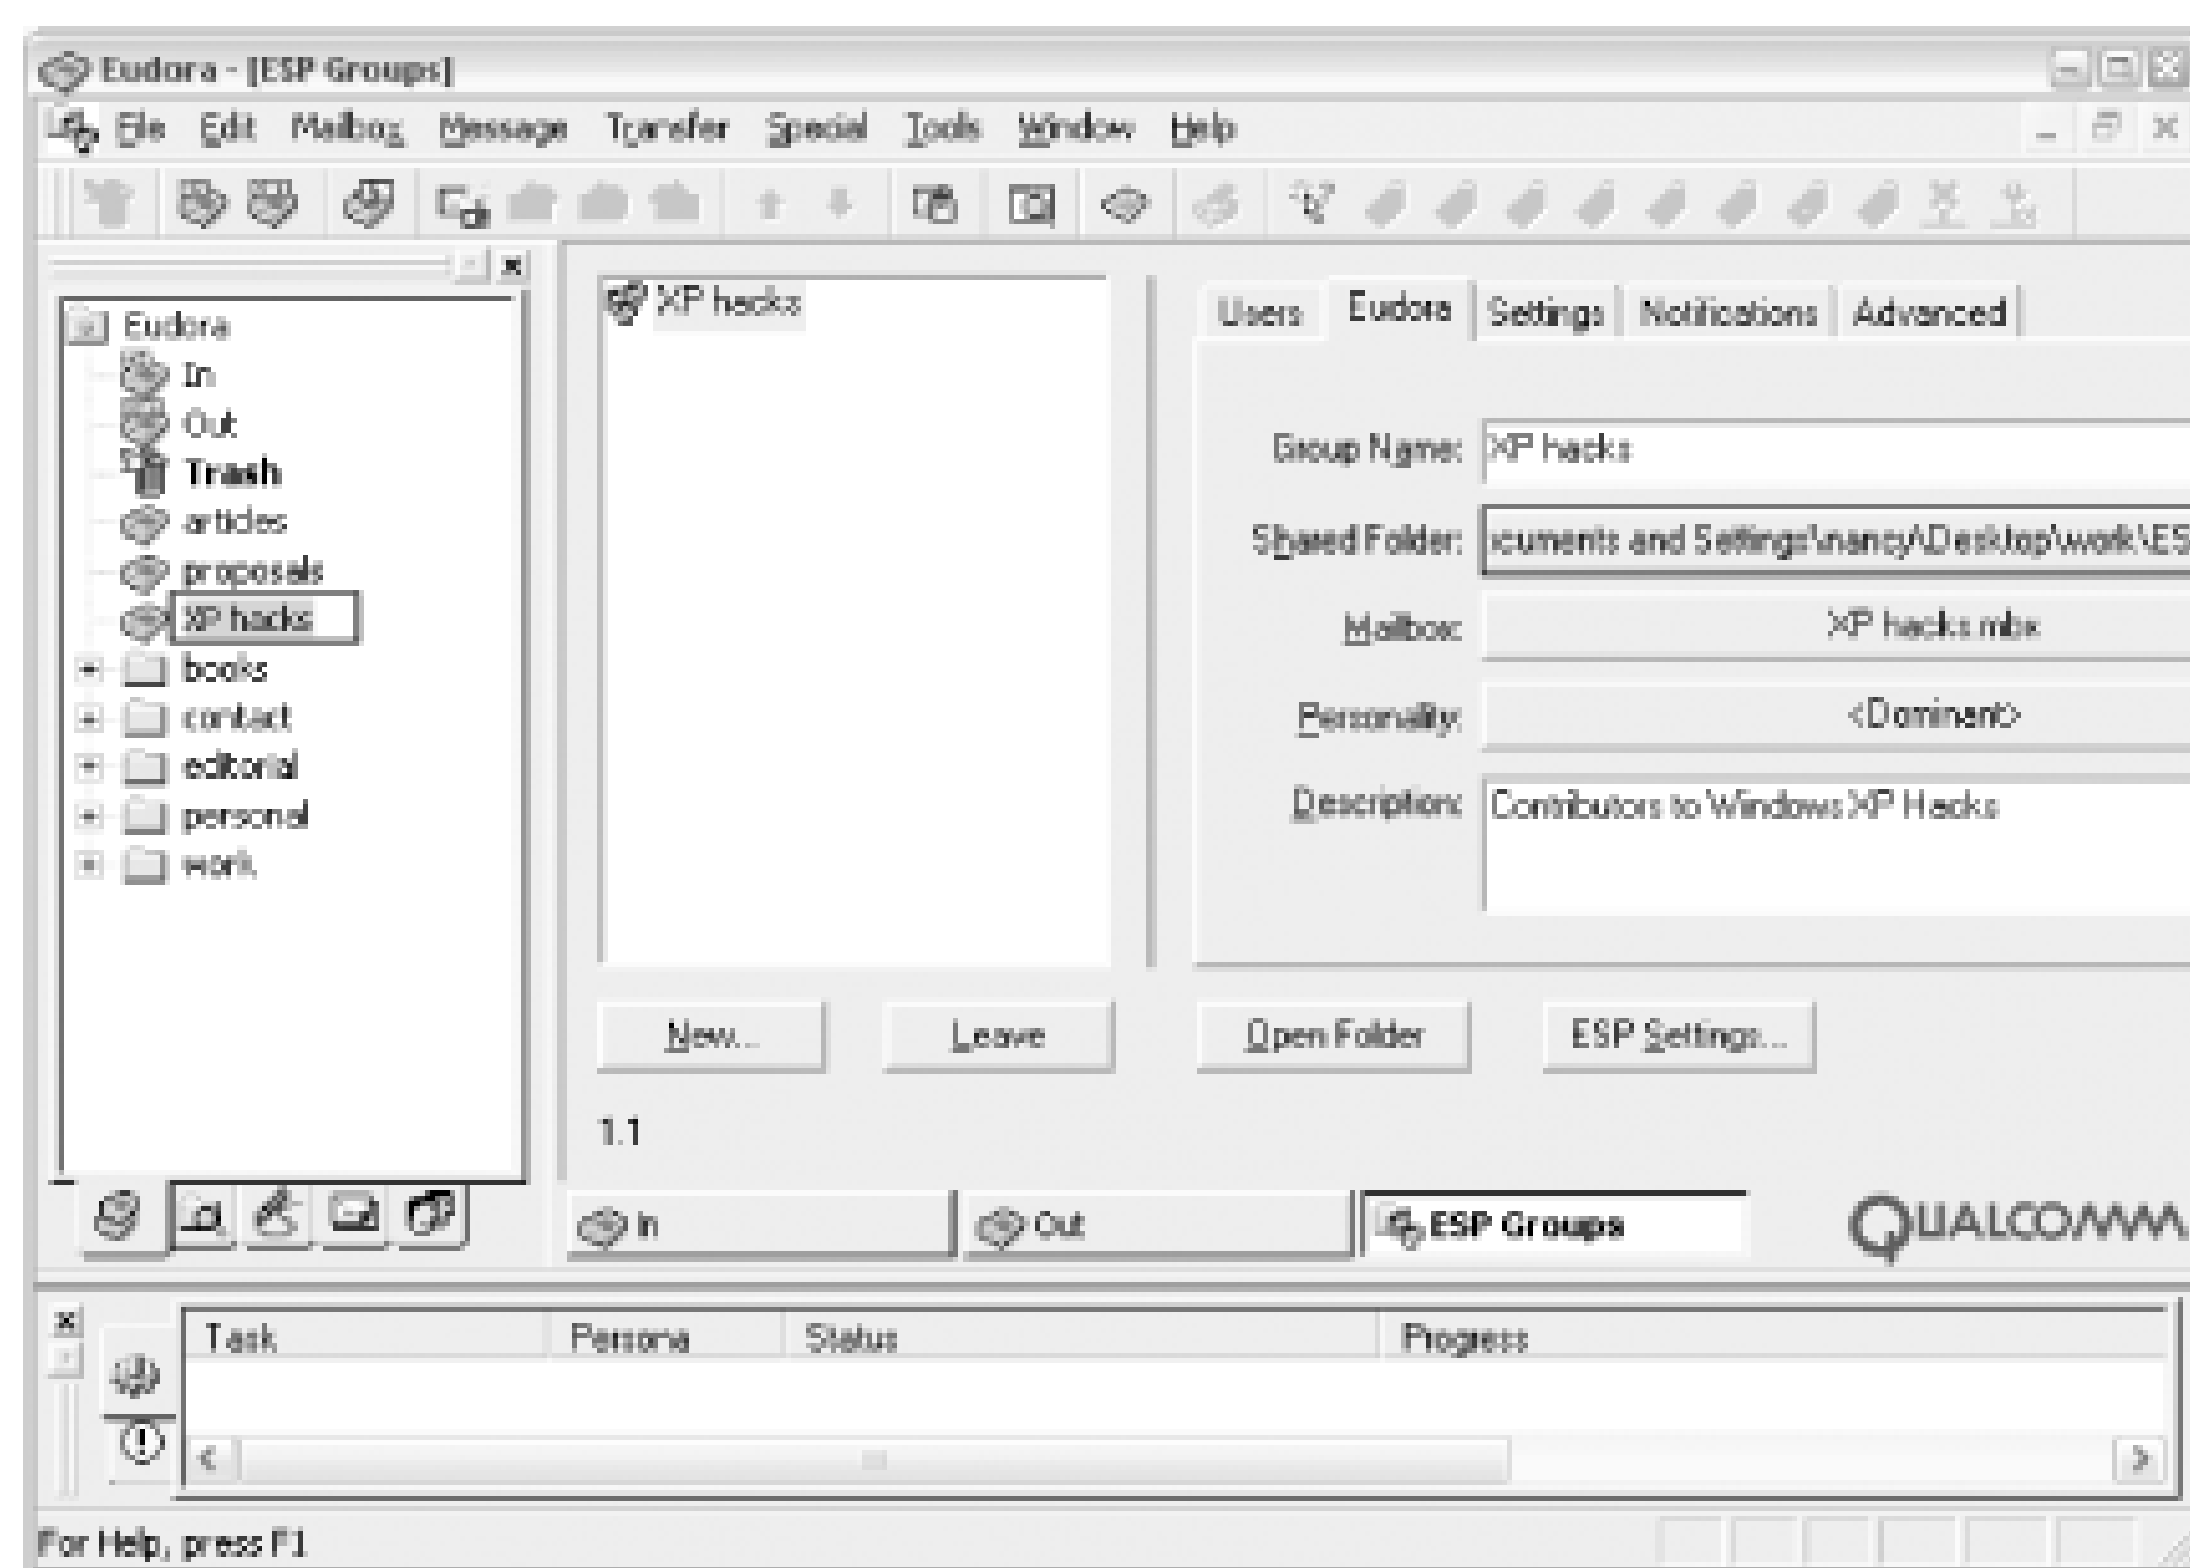 Eudora - [ESP Groups]
File Edit Mailbox Message Transfer Special Tools Window Help
Eudora
In
Out
Trash
articles
proposals
XP hacks
books
contact
editorial
personal
work
XP hacks
Users Eudora Settings Notifications Advanced
Group Name: XP hacks
Shared Folder: cuments and Settings\nancy\Desktop\work\ES
Mailbox: XP hacks.mbx
Personality: <Dominant>
Description: Contributors to Windows XP Hacks
New... Leave Open Folder ESP Settings...
1.1
In Out ESP Groups QUALCOMM
Task Persona Status Progress
For Help, press F1